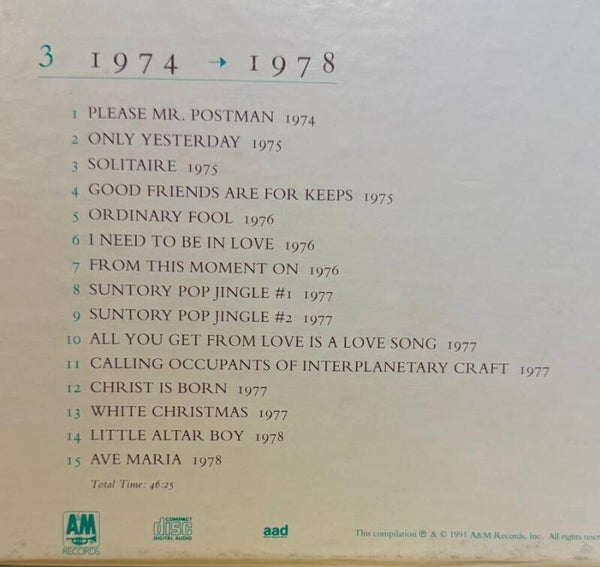 3 1974 → 1978
1 PLEASE MR. POSTMAN 1974
2 ONLY YESTERDAY 1975
3 SOLITAIRE 1975
4 GOOD FRIENDS ARE FOR KEEPS 1975
5 ORDINARY FOOL 1976
6 I NEED TO BE IN LOVE 1976
7 FROM THIS MOMENT ON 1976
8 SUNTORY POP JINGLE #1 1977
9 SUNTORY POP JINGLE #2 1977
10 ALL YOU GET FROM LOVE IS A LOVE SONG 1977
11 CALLING OCCUPANTS OF INTERPLANETARY CRAFT 1977
12 CHRIST IS BORN 1977
13 WHITE CHRISTMAS 1977
14 LITTLE ALTAR BOY 1978
15 AVE MARIA 1978
Total Time: 46:25
A&M
RECORDS
COMPACT
disc
DIGITAL AUDIO
aad
This compilation ℗ & © 1991 A&M Records, Inc. All rights reser